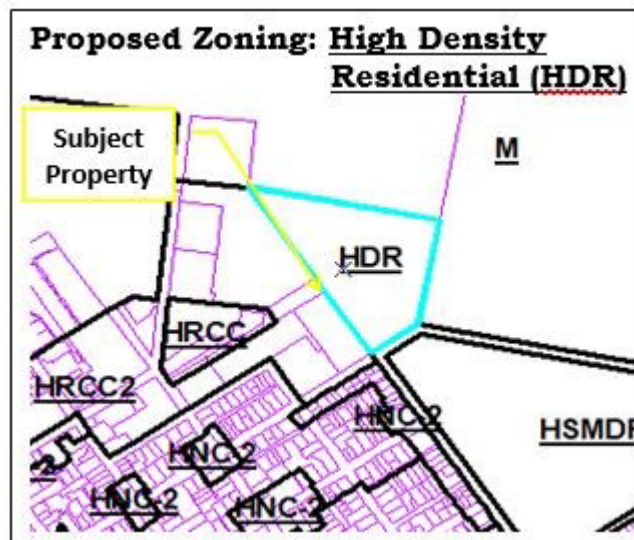 Proposed Zoning: High Density
Residential (HDR)
Subject
Property
M
HDR
HRCC
HRCC2
HNC-2
HSMDR
HNC-2
HNC-2
HNC-2